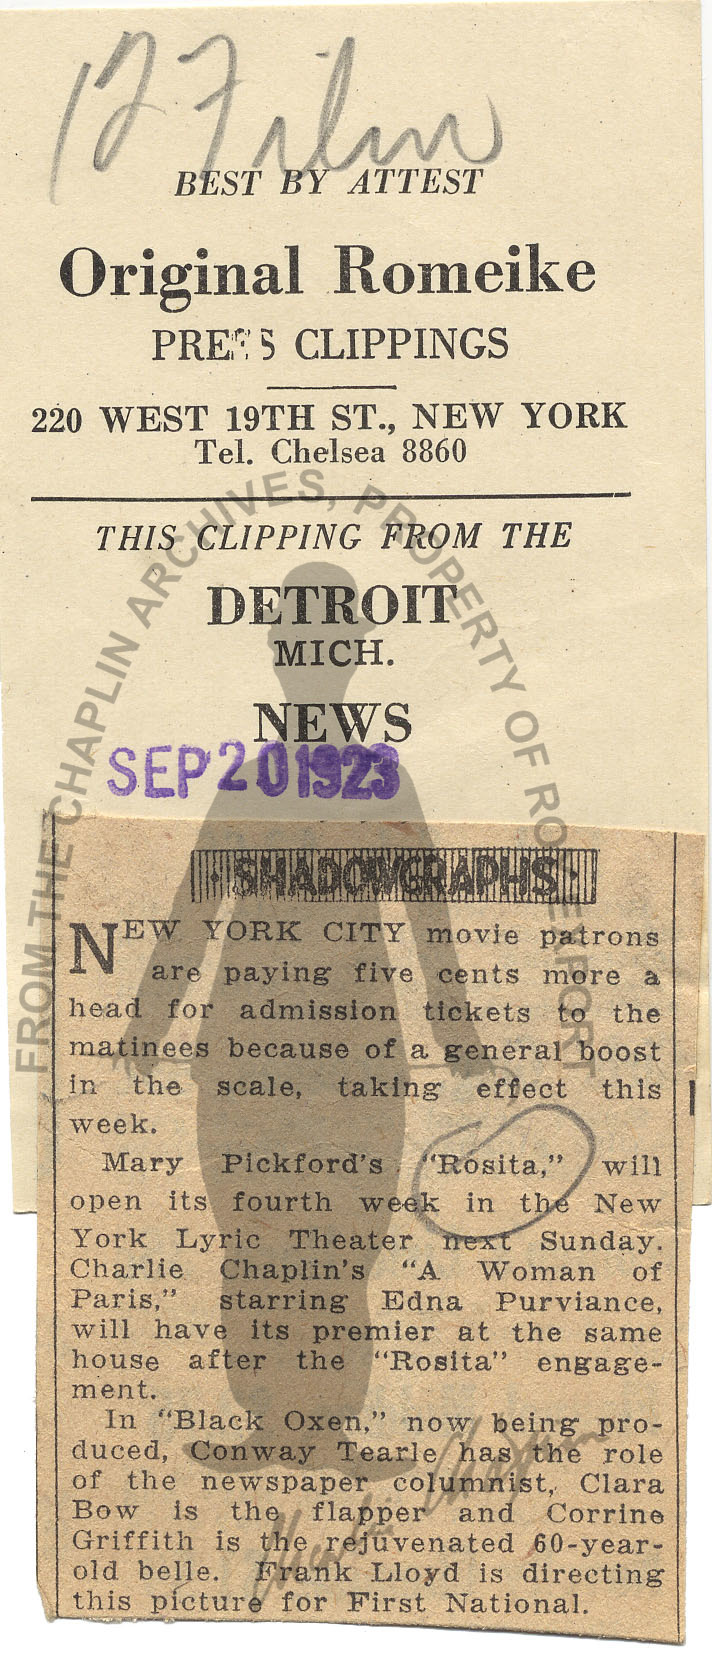 12 Film
BEST BY ATTEST
Original Romeike
PRESS CLIPPINGS
220 WEST 19TH ST., NEW YORK
Tel. Chelsea 8860
THIS CLIPPING FROM THE
DETROIT
MICH.
NEWS
SEP 20 1923
FROM THE CHAPLIN ARCHIVES, PROPERTY OF ROY EXPORT
SHADOWGRAPHS
NEW YORK CITY movie patrons
are paying five cents more a
head for admission tickets to the
matinees because of a general boost
in the scale, taking effect this
week.
Mary Pickford's "Rosita," will
open its fourth week in the New
York Lyric Theater next Sunday.
Charlie Chaplin's "A Woman of
Paris," starring Edna Purviance,
will have its premier at the same
house after the "Rosita" engage-
ment.
In "Black Oxen," now being pro-
duced, Conway Tearle has the role
of the newspaper columnist, Clara
Bow is the flapper and Corrine
Griffith is the rejuvenated 60-year-
old belle. Frank Lloyd is directing
this picture for First National.
Charlie Chaplin